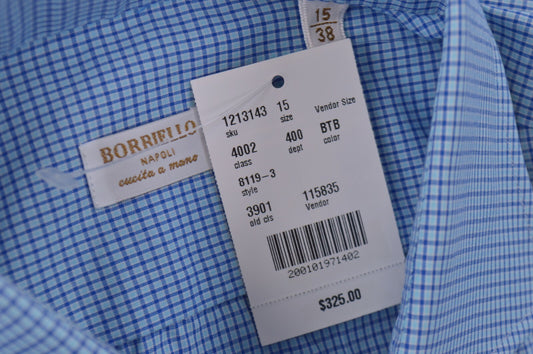 15
38
BORRIELLO
NAPOLI
cucita a mano
1213143 15 Vendor Size
sku size
4002 400 BTB
class dept color
8119-3
style
3901 115835
old cls Vendor
200101971402
$325.00